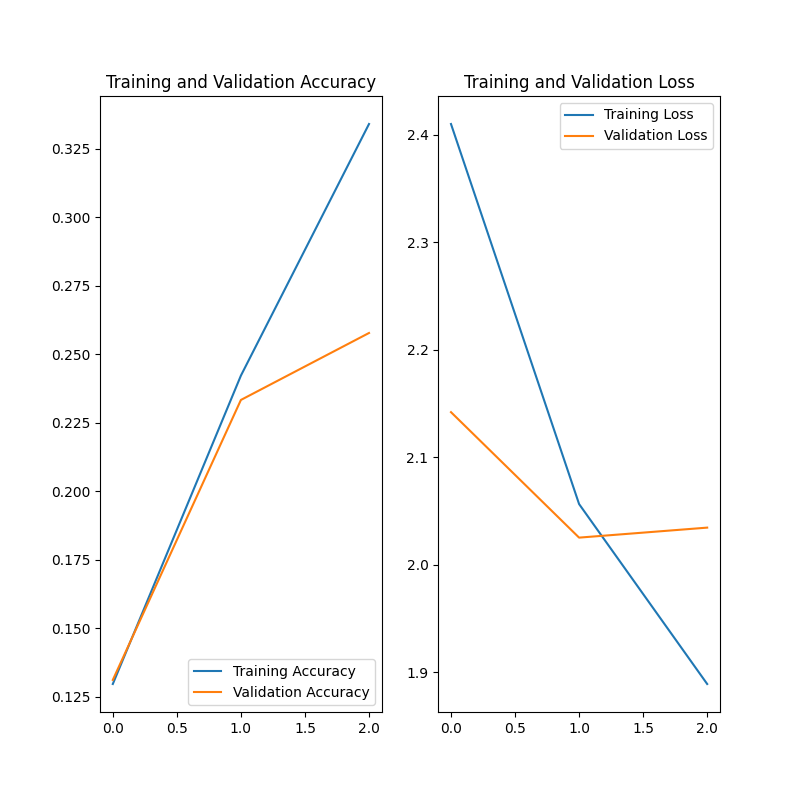 Training and Validation Accuracy
0.325
0.300
0.275
0.250
0.225
0.200
0.175
0.150
0.125
0.0 0.5 1.0 1.5 2.0
Training Accuracy
Validation Accuracy
Training and Validation Loss
2.4
2.3
2.2
2.1
2.0
1.9
0.0 0.5 1.0 1.5 2.0
Training Loss
Validation Loss